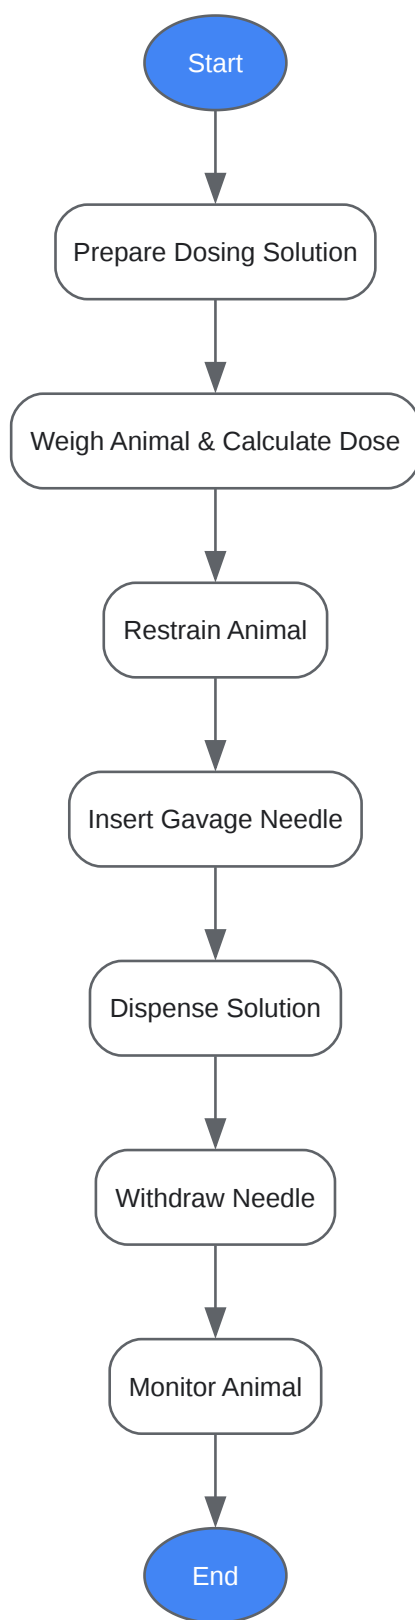 Start
Prepare Dosing Solution
Weigh Animal & Calculate Dose
Restrain Animal
Insert Gavage Needle
Dispense Solution
Withdraw Needle
Monitor Animal
End